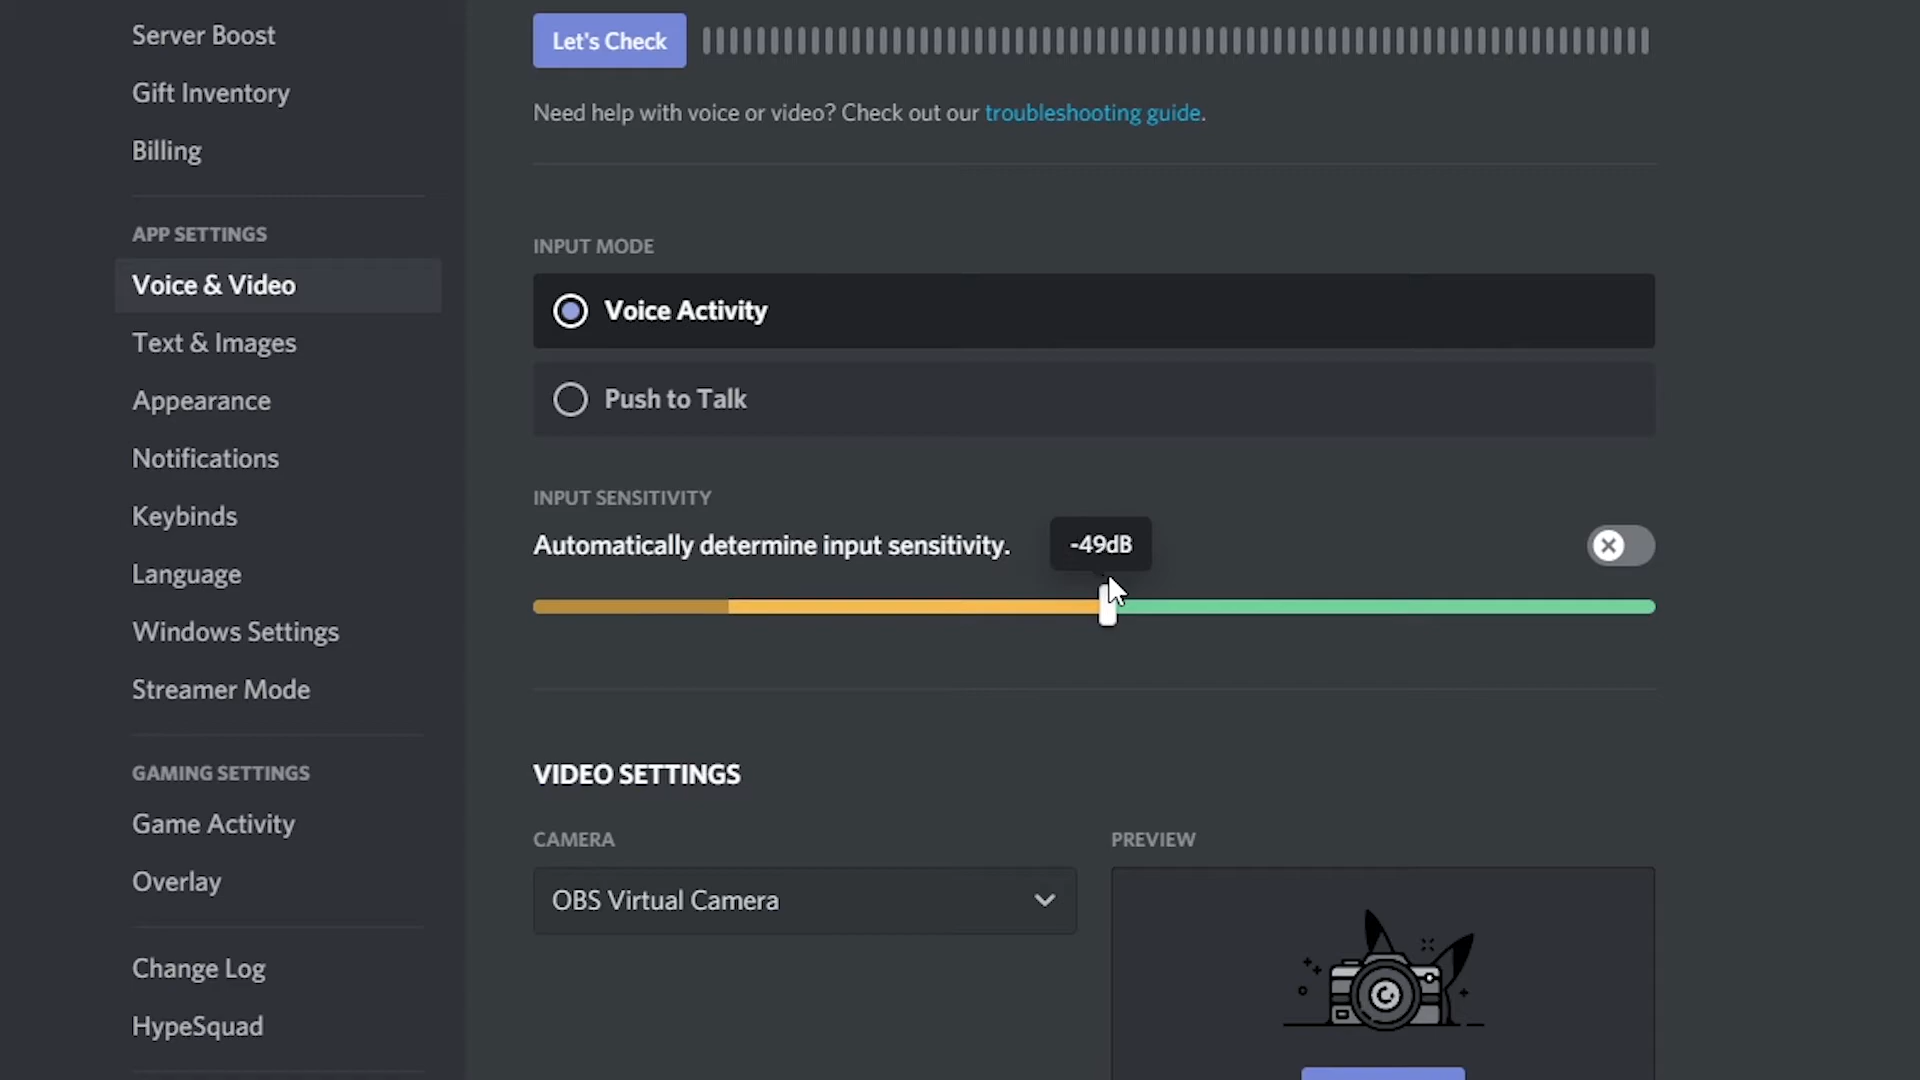 Server Boost
Gift Inventory
Billing
APP SETTINGS
Voice & Video
Text & Images
Appearance
Notifications
Keybinds
Language
Windows Settings
Streamer Mode
GAMING SETTINGS
Game Activity
Overlay
Change Log
HypeSquad
Let's Check
Need help with voice or video? Check out our troubleshooting guide.
INPUT MODE
Voice Activity
Push to Talk
INPUT SENSITIVITY
Automatically determine input sensitivity.
-49dB
VIDEO SETTINGS
CAMERA
OBS Virtual Camera
PREVIEW